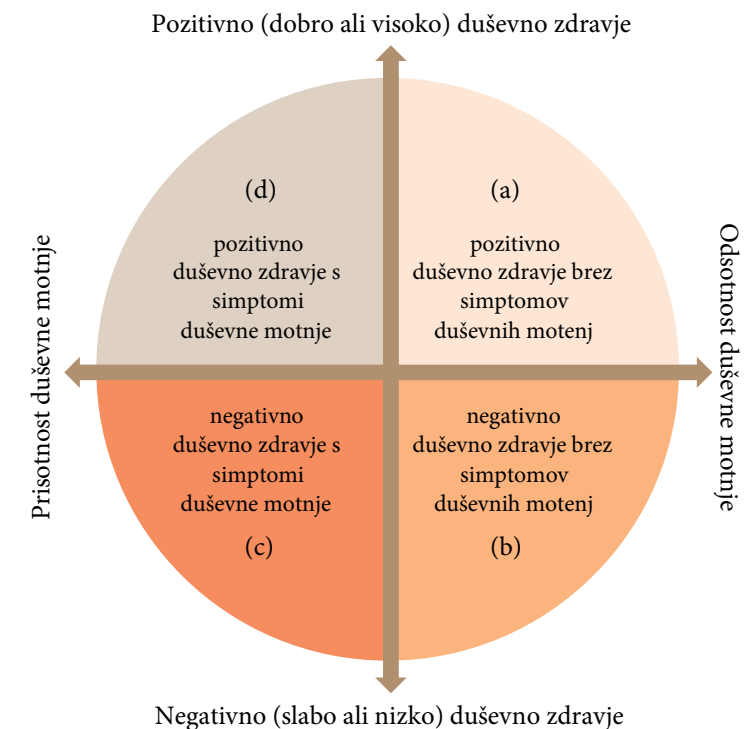 Pozitivno (dobro ali visoko) duševno zdravje
(d)
pozitivno
duševno zdravje s
simptomi
duševne motnje
(a)
pozitivno
duševno zdravje brez
simptomov
duševnih motenj
Prisotnost duševne motnje
Odsotnost duševne motnje
negativno
duševno zdravje s
simptomi
duševne motnje
(c)
negativno
duševno zdravje brez
simptomov
duševnih motenj
(b)
Negativno (slabo ali nizko) duševno zdravje